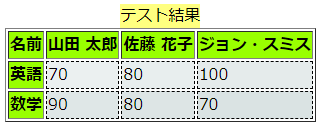 テスト結果
名前 山田 太郎 佐藤 花子 ジョン・スミス
英語 70 80 100
数学 90 80 70